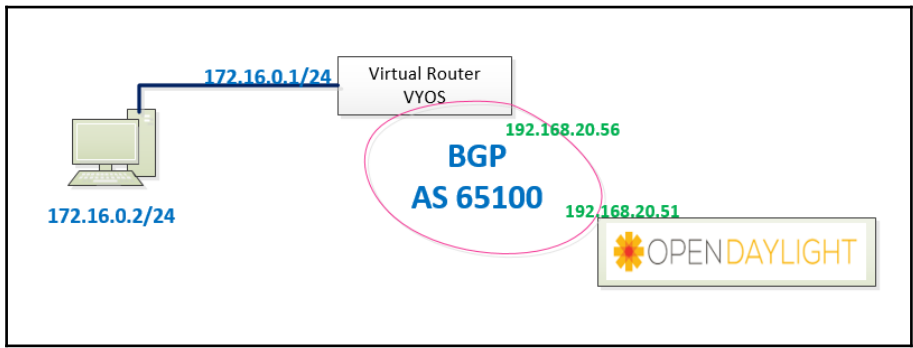 172.16.0.1/24
Virtual Router
VYOS
192.168.20.56
BGP
AS 65100
172.16.0.2/24
192.168.20.51
OPENDAYLIGHT